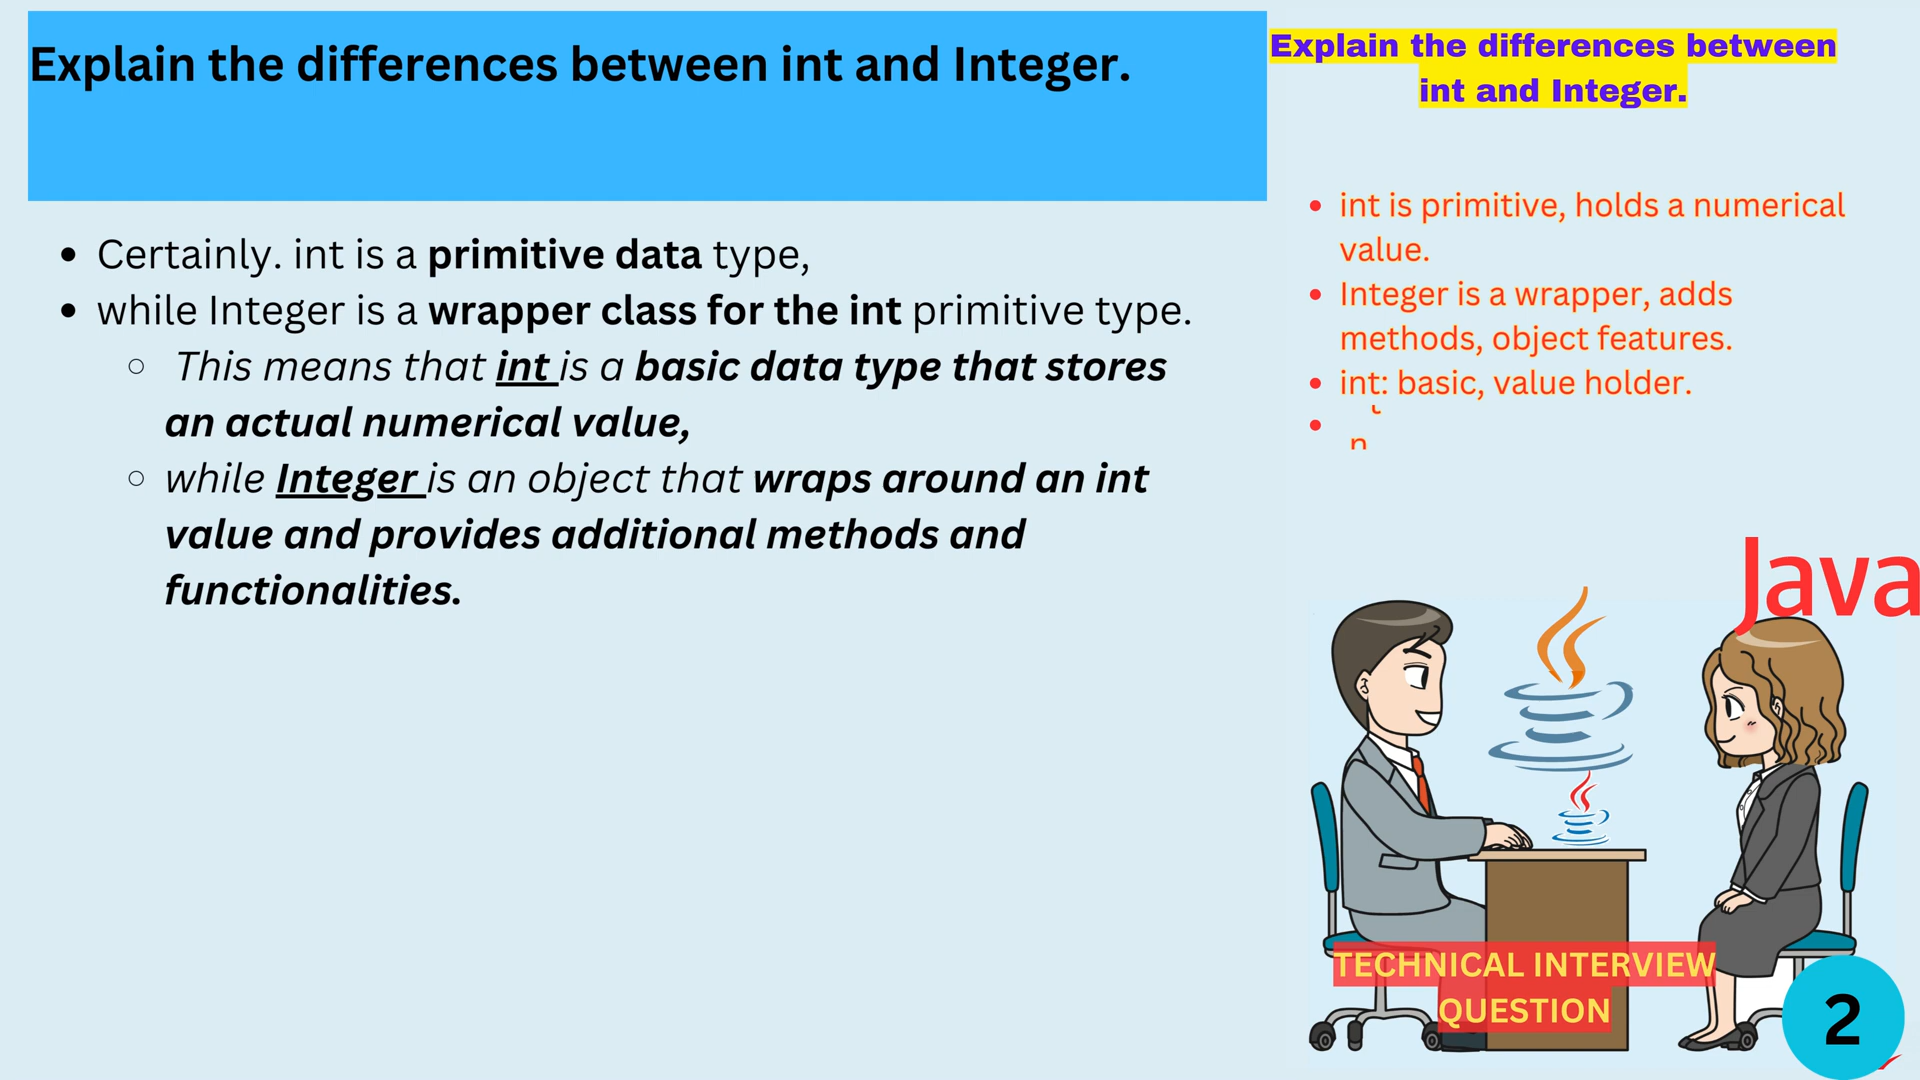 Explain the differences between int and Integer.
Certainly. int is a primitive data type,
while Integer is a wrapper class for the int primitive type.
This means that int is a basic data type that stores
an actual numerical value,
while Integer is an object that wraps around an int
value and provides additional methods and
functionalities.
Explain the differences between
int and Integer.
int is primitive, holds a numerical
value.
Integer is a wrapper, adds
methods, object features.
int: basic, value holder.
Java
TECHNICAL INTERVIEW
QUESTION
2